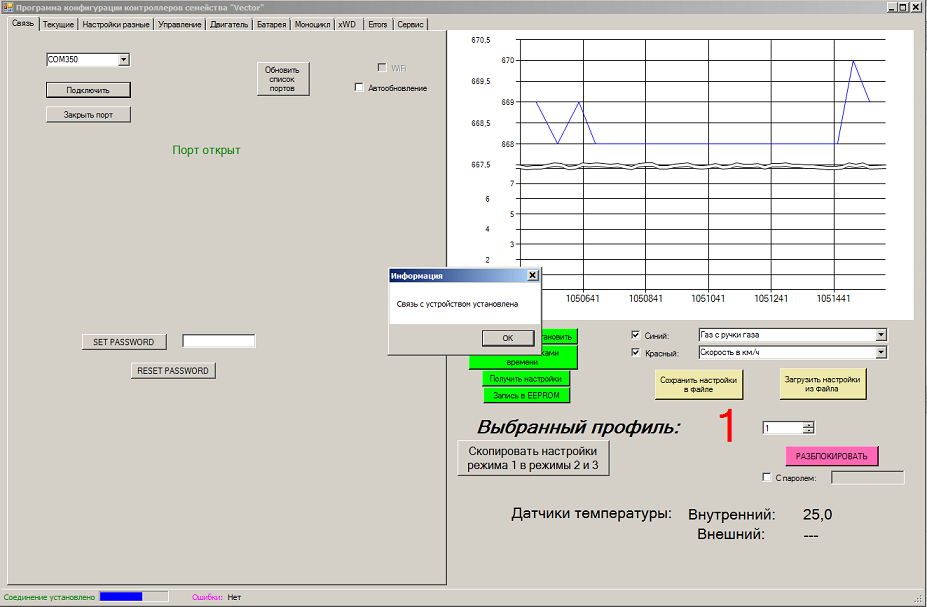 Программа конфигурации контроллеров семейства "Vector"
Связь Текущие Настройки разные Управление Двигатель Батарея Моноцикл xWD Errors Сервис
COM350
Подключить
Закрыть порт
Обновить
список
портов
WiFi
Автообновление
Порт открыт
SET PASSWORD
RESET PASSWORD
670,5
670
669,5
669
668,5
668
667,5
7
6
5
4
3
2
1050641 1050841 1051041 1051241 1051441
Информация
Связь с устройством установлена
OK
времени
Получить настройки
Запись в EEPROM
Синий: Газ с ручки газа
Красный: Скорость в км/ч
Сохранить настройки
в файле
Загрузить настройки
из файла
Выбранный профиль: 1 1
Скопировать настройки
режима 1 в режимы 2 и 3
РАЗБЛОКИРОВАТЬ
С паролем:
Датчики температуры: Внутренний: 25,0
Внешний: ---
Соединение установлено Ошибки: Нет